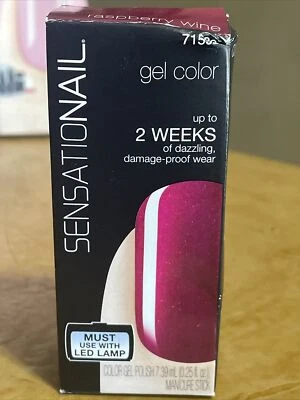 raspberry wine
SENSATIONAIL
gel color
up to
2 WEEKS
of dazzling,
damage-proof wear
MUST
USE WITH
LED LAMP
COLOR GEL POLISH 7.39 mL (0.25 fl. oz.)
MANICURE STICK